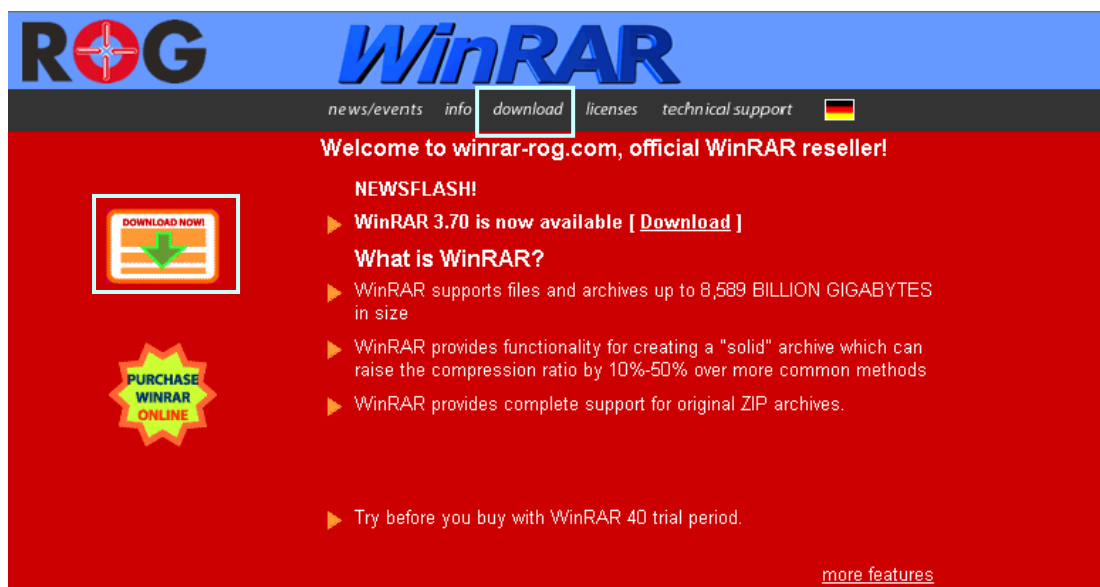 ROG
WinRAR
news/events info download licenses technical support
Welcome to winrar-rog.com, official WinRAR reseller!
NEWSFLASH!
DOWNLOAD NOW!
WinRAR 3.70 is now available [ Download ]
What is WinRAR?
WinRAR supports files and archives up to 8,589 BILLION GIGABYTES
in size
WinRAR provides functionality for creating a "solid" archive which can
raise the compression ratio by 10%-50% over more common methods
PURCHASE
WINRAR
ONLINE
WinRAR provides complete support for original ZIP archives.
Try before you buy with WinRAR 40 trial period.
more features